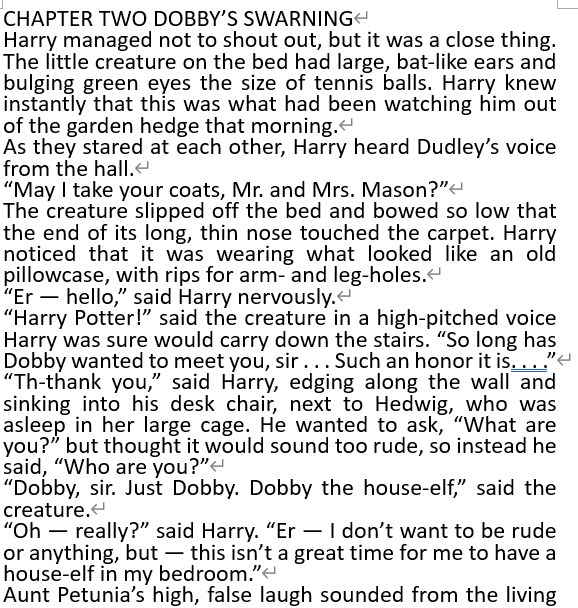 CHAPTER TWO DOBBY’S SWARNING
Harry managed not to shout out, but it was a close thing.
The little creature on the bed had large, bat-like ears and
bulging green eyes the size of tennis balls. Harry knew
instantly that this was what had been watching him out
of the garden hedge that morning.
As they stared at each other, Harry heard Dudley’s voice
from the hall.
“May I take your coats, Mr. and Mrs. Mason?”
The creature slipped off the bed and bowed so low that
the end of its long, thin nose touched the carpet. Harry
noticed that it was wearing what looked like an old
pillowcase, with rips for arm- and leg-holes.
“Er — hello,” said Harry nervously.
“Harry Potter!” said the creature in a high-pitched voice
Harry was sure would carry down the stairs. “So long has
Dobby wanted to meet you, sir . . . Such an honor it is. . . .”
“Th-thank you,” said Harry, edging along the wall and
sinking into his desk chair, next to Hedwig, who was
asleep in her large cage. He wanted to ask, “What are
you?” but thought it would sound too rude, so instead he
said, “Who are you?”
“Dobby, sir. Just Dobby. Dobby the house-elf,” said the
creature.
“Oh — really?” said Harry. “Er — I don’t want to be rude
or anything, but — this isn’t a great time for me to have a
house-elf in my bedroom.”
Aunt Petunia’s high, false laugh sounded from the living